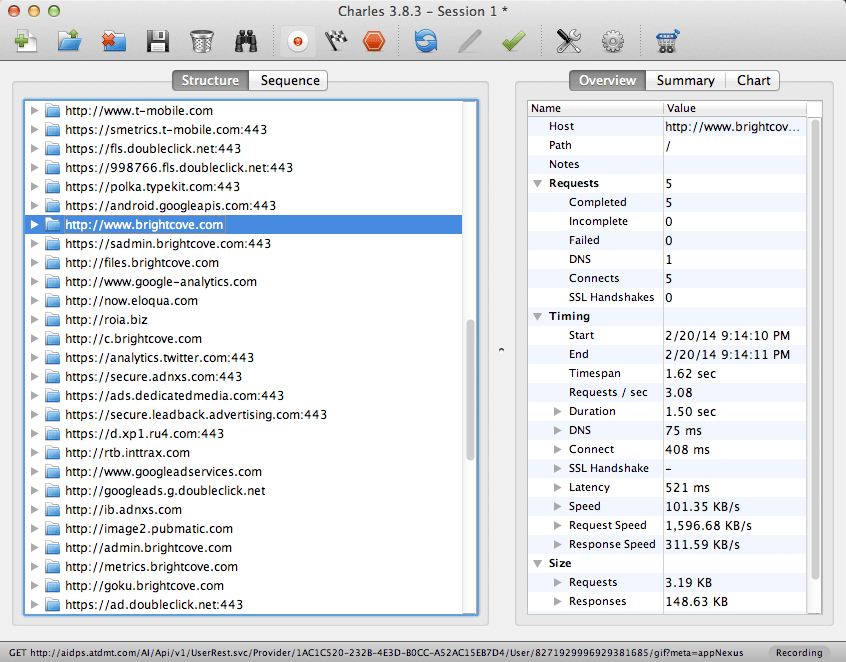 Charles 3.8.3 – Session 1 *
Structure Sequence
http://www.t-mobile.com
https://smetrics.t-mobile.com:443
https://fls.doubleclick.net:443
https://998766.fls.doubleclick.net:443
https://polka.typekit.com:443
https://android.googleapis.com:443
http://www.brightcove.com
https://sadmin.brightcove.com:443
http://files.brightcove.com
http://www.google-analytics.com
http://now.eloqua.com
http://roia.biz
http://c.brightcove.com
https://analytics.twitter.com:443
https://secure.adnxs.com:443
https://ads.dedicatedmedia.com:443
https://secure.leadback.advertising.com:443
https://d.xp1.ru4.com:443
http://rtb.inttrax.com
http://www.googleadservices.com
http://googleads.g.doubleclick.net
http://ib.adnxs.com
http://image2.pubmatic.com
http://admin.brightcove.com
http://metrics.brightcove.com
http://goku.brightcove.com
https://ad.doubleclick.net:443
Overview Summary Chart
Name Value
Host http://www.brightcov...
Path /
Notes
Requests 5
Completed 5
Incomplete 0
Failed 0
DNS 1
Connects 5
SSL Handshakes 0
Timing
Start 2/20/14 9:14:10 PM
End 2/20/14 9:14:11 PM
Timespan 1.62 sec
Requests / sec 3.08
Duration 1.50 sec
DNS 75 ms
Connect 408 ms
SSL Handshake –
Latency 521 ms
Speed 101.35 KB/s
Request Speed 1,596.68 KB/s
Response Speed 311.59 KB/s
Size
Requests 3.19 KB
Responses 148.63 KB
GET http://aidps.atdmt.com/AI/Api/v1/UserRest.svc/Provider/1AC1C520-232B-4E3D-B0CC-A52AC15EB7D4/User/8271929996929381685/gif?meta=appNexus Recording